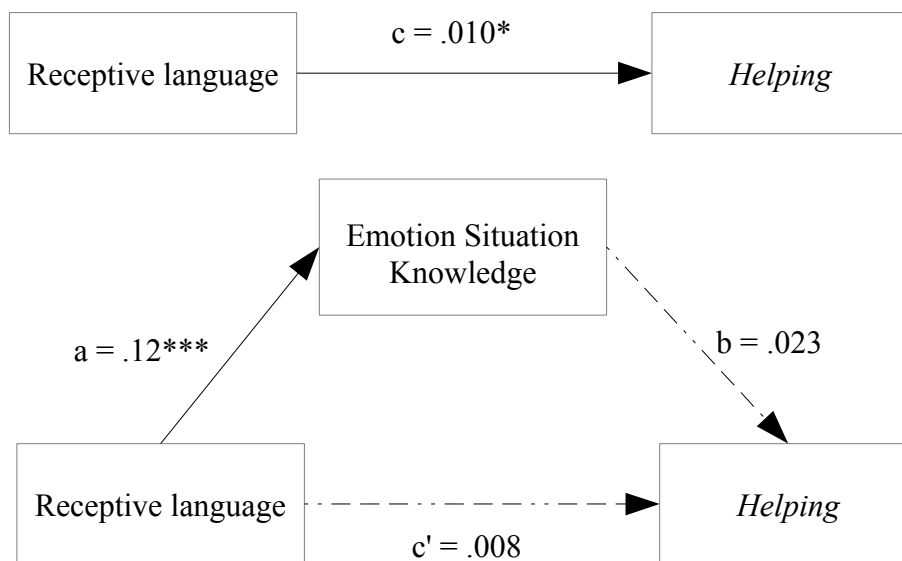 c = .010*
Receptive language
Helping
Emotion Situation
Knowledge
a = .12***
b = .023
Receptive language
Helping
c' = .008